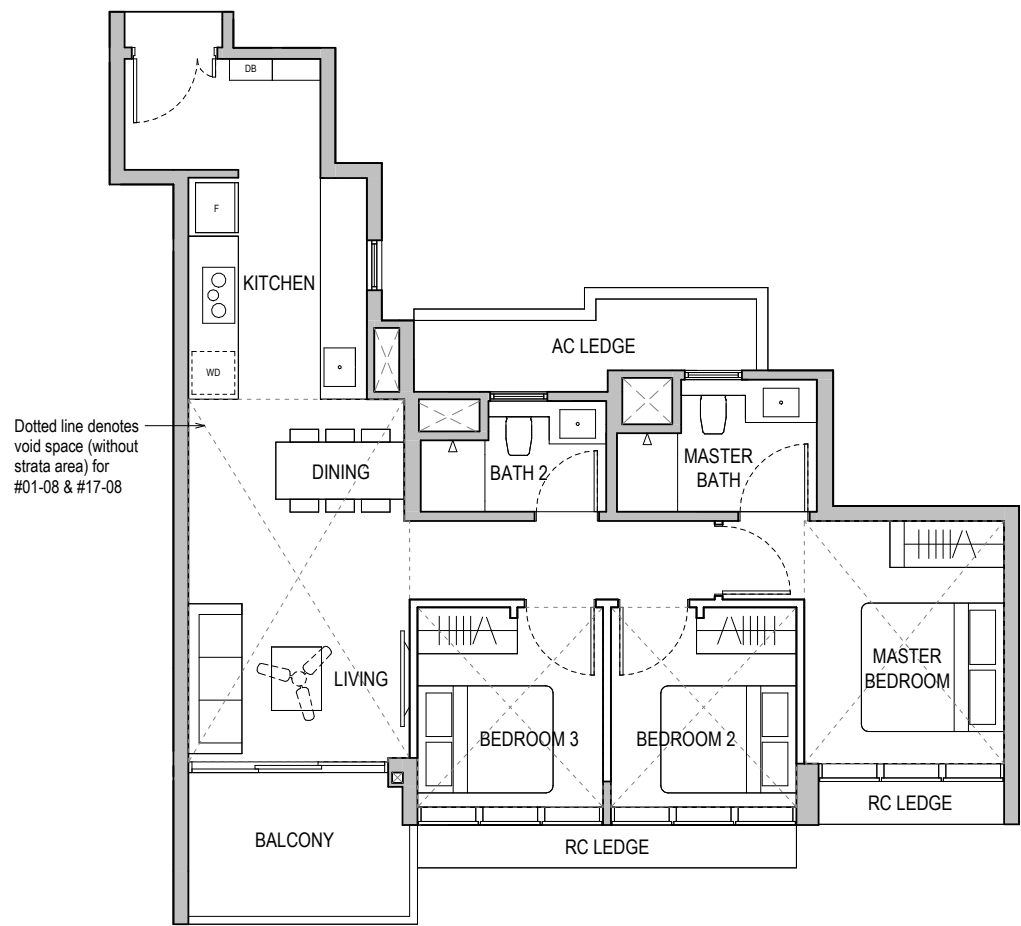 DB
F
KITCHEN
WD
AC LEDGE
Dotted line denotes
void space (without
strata area) for
#01-08 & #17-08
DINING
BATH 2
MASTER
BATH
LIVING
MASTER
BEDROOM
BEDROOM 3
BEDROOM 2
RC LEDGE
BALCONY
RC LEDGE